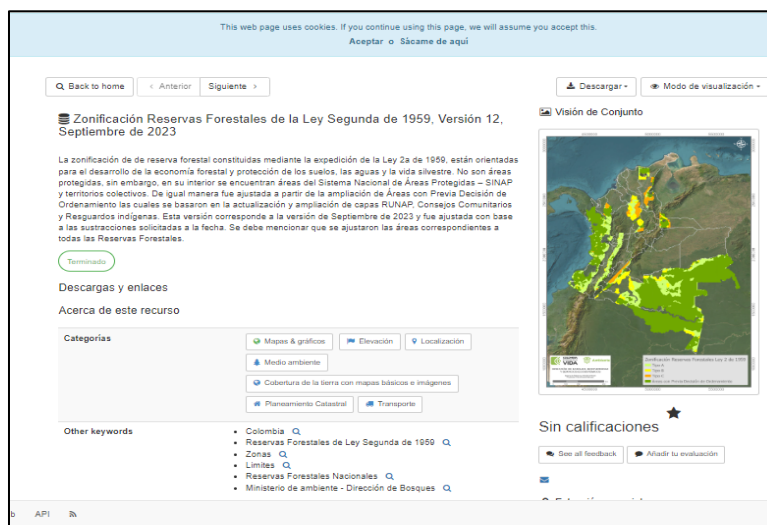 This web page uses cookies. If you continue using this page, we will assume you accept this.
Aceptar o Sácame de aquí
Back to home
Anterior
Siguiente
Descargar
Modo de visualización
Zonificación Reservas Forestales de la Ley Segunda de 1959, Versión 12,
Septiembre de 2023
La zonificación de de reserva forestal constituidas mediante la expedición de la Ley 2a de 1959, están orientadas
para el desarrollo de la economía forestal y protección de los suelos, las aguas y la vida silvestre. No son áreas
protegidas, sin embargo, en su interior se encuentran áreas del Sistema Nacional de Áreas Protegidas – SINAP
y territorios colectivos. De igual manera fue ajustada a partir de la ampliación de Áreas con Previa Decisión de
Ordenamiento las cuales se basaron en la actualización y ampliación de capas RUNAP, Consejos Comunitarios
y Resguardos indígenas. Esta versión corresponde a la versión de Septiembre de 2023 y fue ajustada con base
a las sustracciones solicitadas a la fecha. Se debe mencionar que se ajustaron las áreas correspondientes a
todas las Reservas Forestales.
Terminado
Descargas y enlaces
Acerca de este recurso
Categorías
Mapas & gráficos
Elevación
Localización
Medio ambiente
Cobertura de la tierra con mapas básicos e imágenes
Planeamiento Catastral
Transporte
Other keywords
Colombia
Reservas Forestales de Ley Segunda de 1959
Zonas
Limites
Reservas Forestales Nacionales
Ministerio de ambiente - Dirección de Bosques
Visión de Conjunto
VIDA
Zonificación Reservas Forestales Ley 2 de 1959
Tipo A
Tipo B
Tipo C
Áreas con Previa Decisión de Ordenamiento
Sin calificaciones
See all feedback
Añadir tu evaluación
b
API